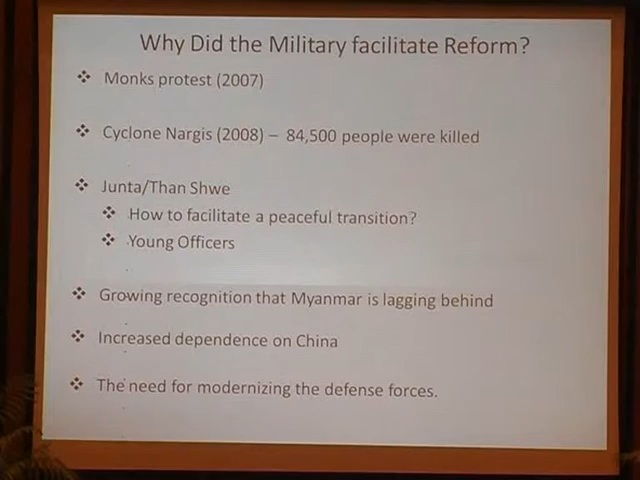 Why Did the Military facilitate Reform?
❖ Monks protest (2007)
❖ Cyclone Nargis (2008) – 84,500 people were killed
❖ Junta/Than Shwe
❖ How to facilitate a peaceful transition?
❖ Young Officers
❖ Growing recognition that Myanmar is lagging behind
❖ Increased dependence on China
❖ The need for modernizing the defense forces.